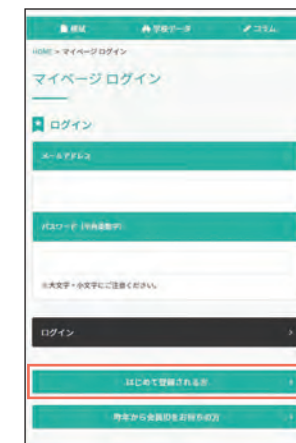 模試 学校データ コラム
HOME > マイページログイン
マイページ ログイン
ログイン
メールアドレス
パスワード (半角英数字)
※大文字・小文字にご注意ください。
ログイン
はじめて登録される方
昨年から会員IDをお持ちの方